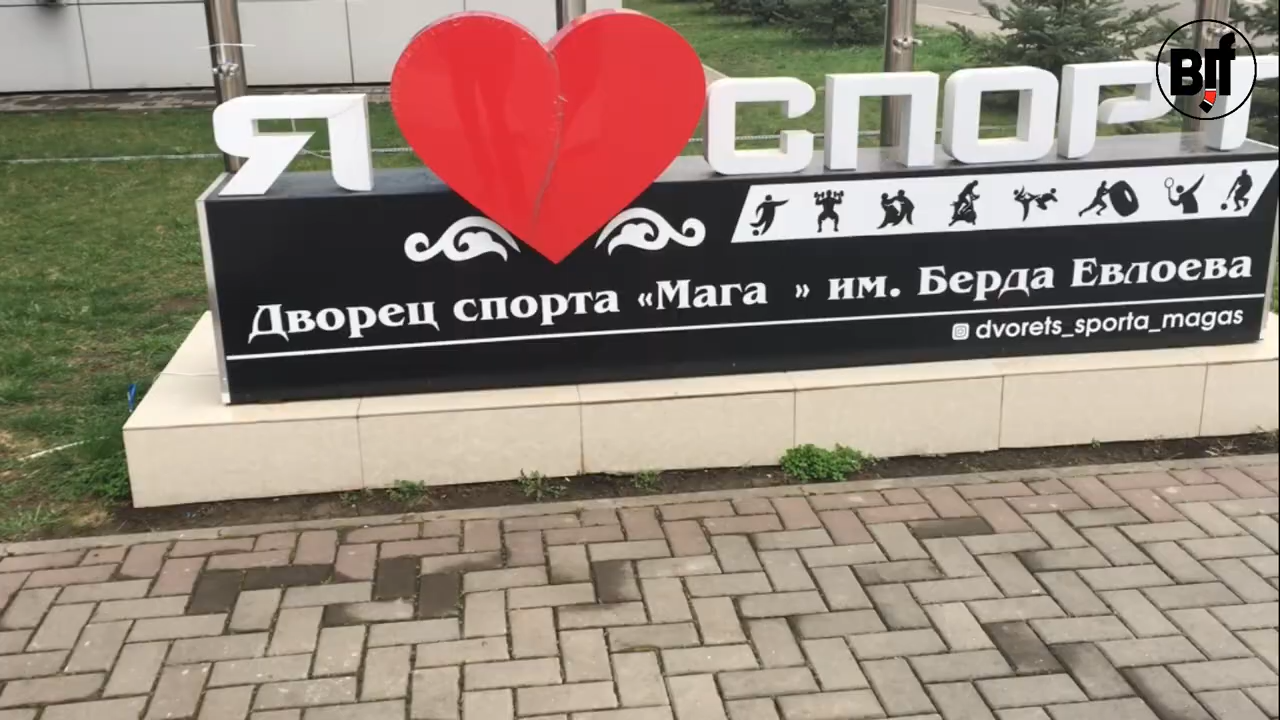 Я СПОРТ
Дворец спорта «Мага » им. Берда Евлоева
dvorets_sporta_magas
B!f